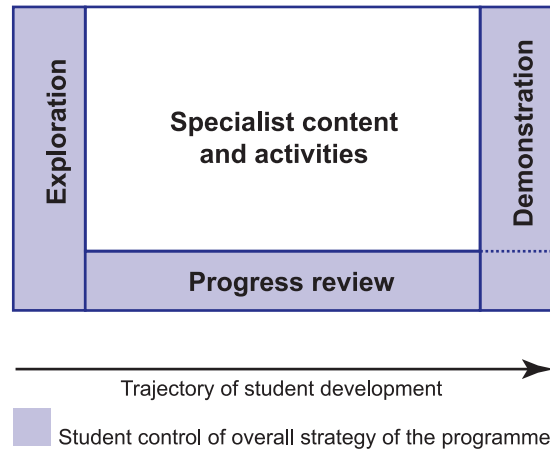 Exploration
Specialist content
and activities
Demonstration
Progress review
Trajectory of student development
Student control of overall strategy of the programme